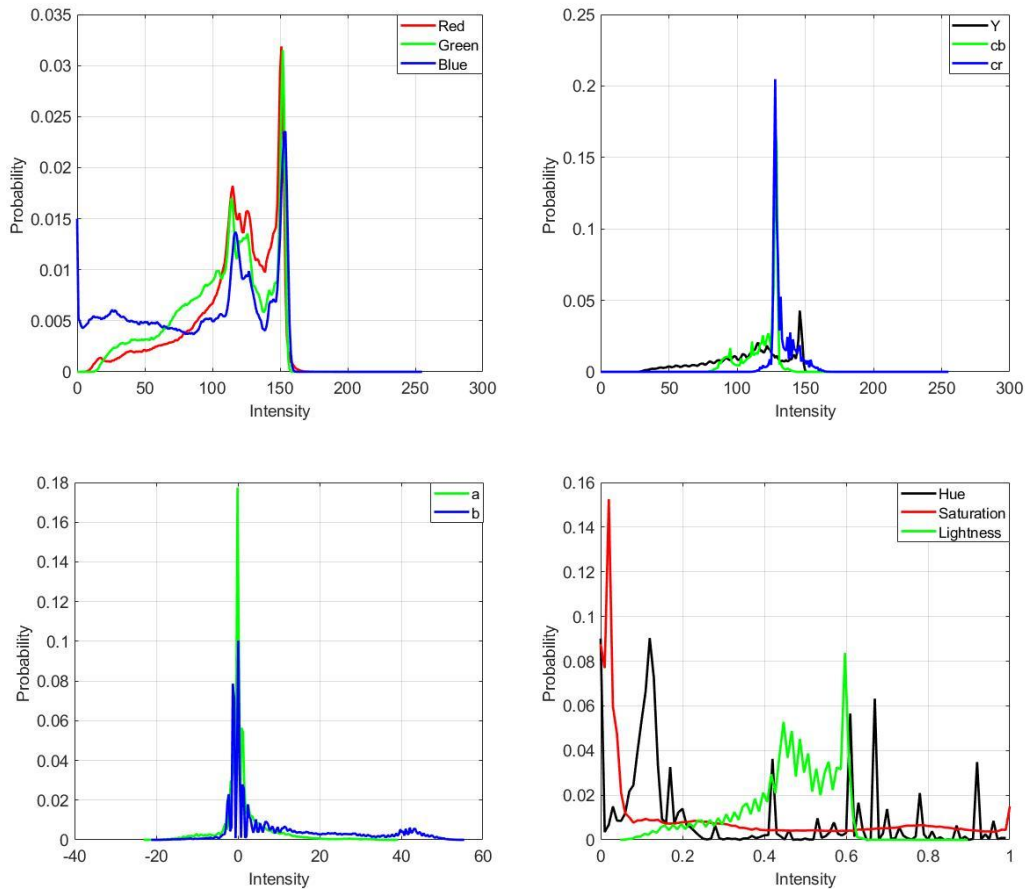 0.035
0.03
0.025
0.02
0.015
0.01
0.005
0
Probability
0 50 100 150 200 250 300
Intensity
Red
Green
Blue
0.25
0.2
0.15
0.1
0.05
0
Probability
0 50 100 150 200 250 300
Intensity
Y
cb
cr
0.18
0.16
0.14
0.12
0.1
0.08
0.06
0.04
0.02
0
Probability
-40 -20 0 20 40 60
Intensity
a
b
0.16
0.14
0.12
0.1
0.08
0.06
0.04
0.02
0
Probability
0 0.2 0.4 0.6 0.8 1
Intensity
Hue
Saturation
Lightness